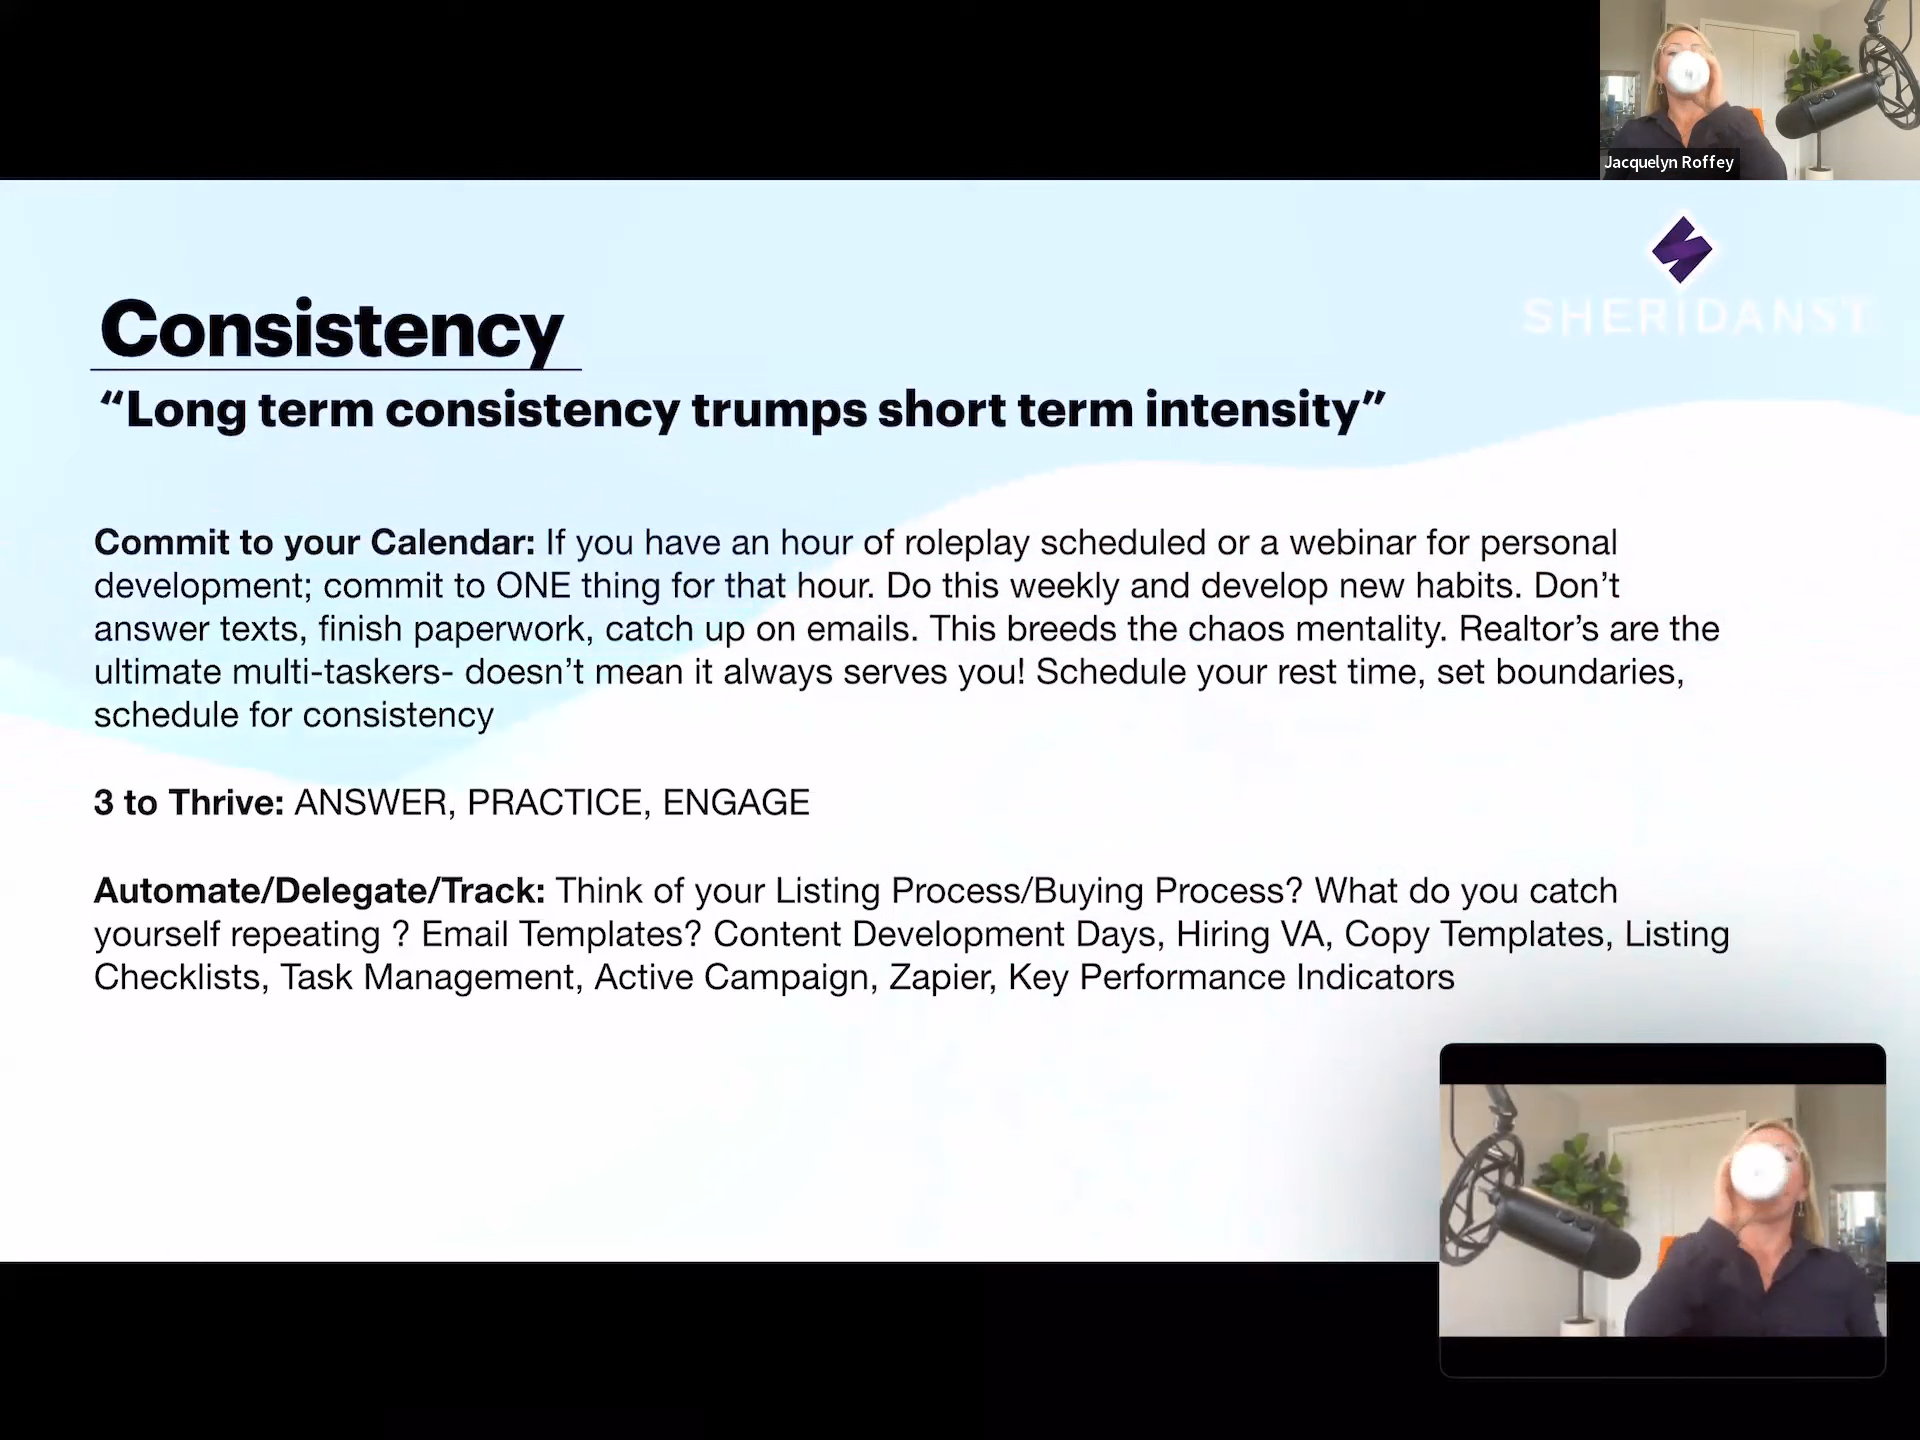 Jacquelyn Roffey
SHERIDANST
Consistency
“Long term consistency trumps short term intensity”
Commit to your Calendar: If you have an hour of roleplay scheduled or a webinar for personal
development; commit to ONE thing for that hour. Do this weekly and develop new habits. Don’t
answer texts, finish paperwork, catch up on emails. This breeds the chaos mentality. Realtor’s are the
ultimate multi-taskers- doesn’t mean it always serves you! Schedule your rest time, set boundaries,
schedule for consistency
3 to Thrive: ANSWER, PRACTICE, ENGAGE
Automate/Delegate/Track: Think of your Listing Process/Buying Process? What do you catch
yourself repeating ? Email Templates? Content Development Days, Hiring VA, Copy Templates, Listing
Checklists, Task Management, Active Campaign, Zapier, Key Performance Indicators